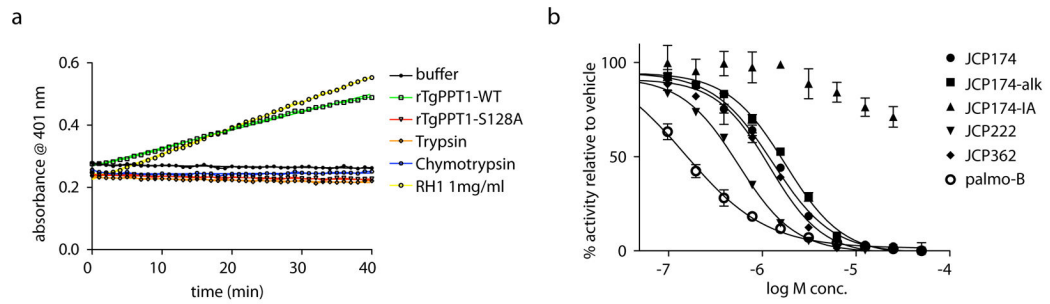 a
absorbance @ 401 nm
0.6
0.4
0.2
0.0
0
10
20
30
40
time (min)
buffer
rTgPPT1-WT
rTgPPT1-S128A
Trypsin
Chymotrypsin
RH1 1mg/ml
b
% activity relative to vehicle
100
50
0
-7
-6
-5
-4
log M conc.
JCP174
JCP174-alk
JCP174-IA
JCP222
JCP362
palmo-B